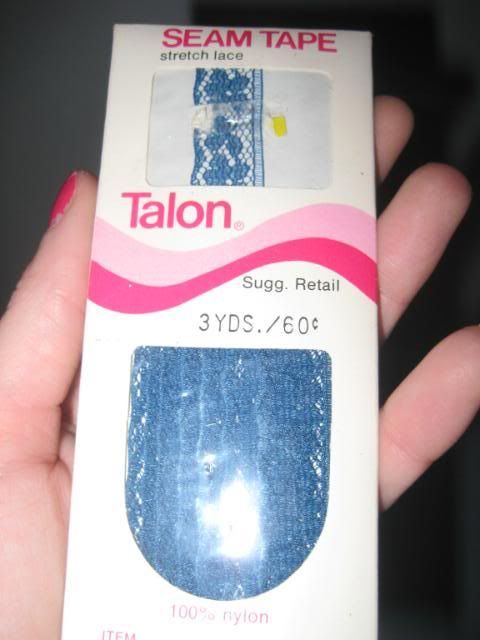 SEAM TAPE
stretch lace
Talon®
Sugg. Retail
3YDS./60¢
100% nylon
ITEM